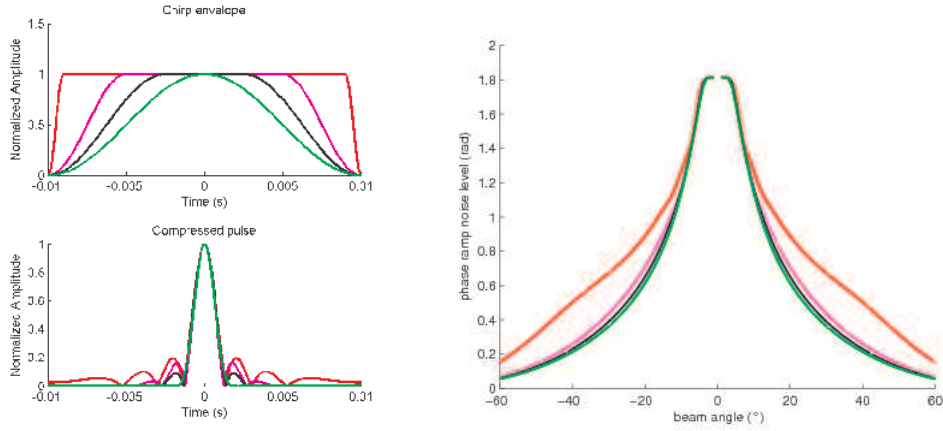 Chirp envelope
Normalized Amplitude
1.5
1
0.5
0
-0.01 -0.005 0 0.005 0.01
Time (s)
Compressed pulse
Normalized Amplitude
1
0.6
0.4
0.2
0
-0.01 -0.005 0 0.005 0.01
Time (s)
phase ramp noise level (rad)
2
1.8
1.6
1.4
1.2
1
0.8
0.6
0.4
0.2
0
−60 −40 −20 0 20 40 60
beam angle (°)